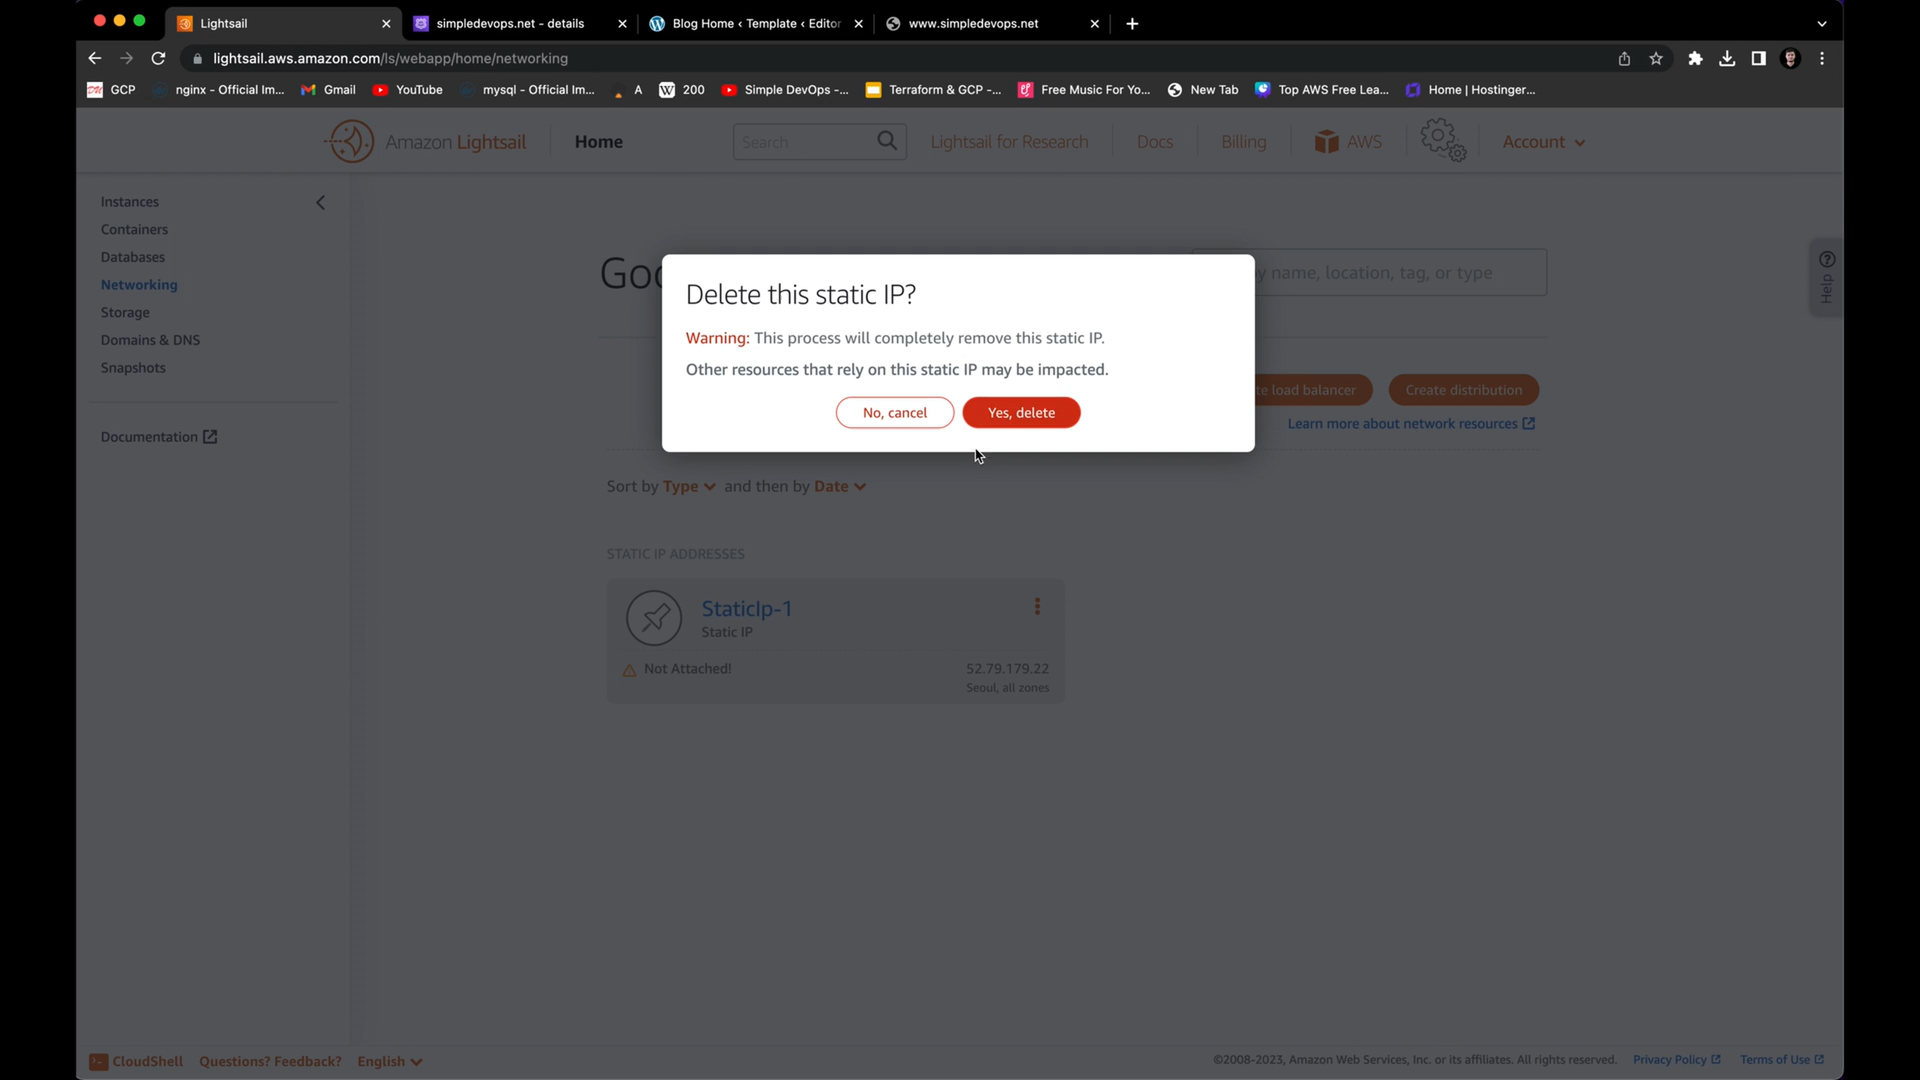 Lightsail
simpledevops.net - details
Blog Home ‹ Template ‹ Editor
www.simpledevops.net
lightsail.aws.amazon.com/ls/webapp/home/networking
GCP
nginx - Official Im...
Gmail
YouTube
mysql - Official Im...
A
200
Simple DevOps -...
Terraform & GCP -...
Free Music For Yo...
New Tab
Top AWS Free Lea...
Home | Hostinger...
Amazon Lightsail
Home
Search
Lightsail for Research
Docs
Billing
AWS
Account
Instances
Containers
Databases
Networking
Storage
Domains & DNS
Snapshots
Documentation
Goo
y name, location, tag, or type
Help
Delete this static IP?
Warning: This process will completely remove this static IP.
Other resources that rely on this static IP may be impacted.
No, cancel
Yes, delete
te load balancer
Create distribution
Learn more about network resources
Sort by Type and then by Date
STATIC IP ADDRESSES
StaticIp-1
Static IP
Not Attached!
52.79.179.22
Seoul, all zones
CloudShell
Questions? Feedback?
English
©2008-2023, Amazon Web Services, Inc. or its affiliates. All rights reserved.
Privacy Policy
Terms of Use